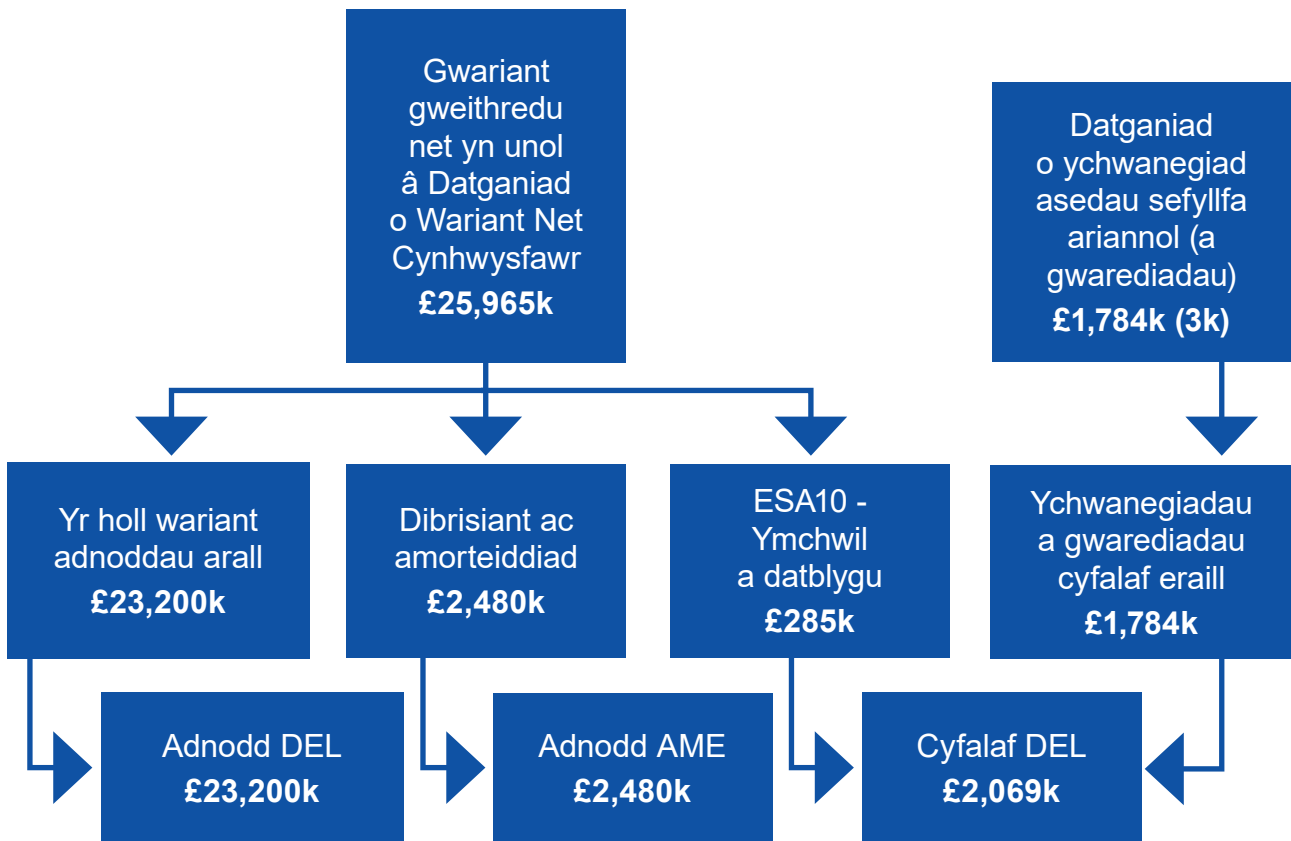 Gwariant
gweithredu
net yn unol
â Datganiad
o Wariant Net
Cynhwysfawr
£25,965k
Datganiad
o ychwanegiad
asedau sefyllfa
ariannol (a
gwarediadau)
£1,784k (3k)
Yr holl wariant
adnoddau arall
£23,200k
Dibrisiant ac
amorteiddiad
£2,480k
ESA10 -
Ymchwil
a datblygu
£285k
Ychwanegiadau
a gwarediadau
cyfalaf eraill
£1,784k
Adnodd DEL
£23,200k
Adnodd AME
£2,480k
Cyfalaf DEL
£2,069k